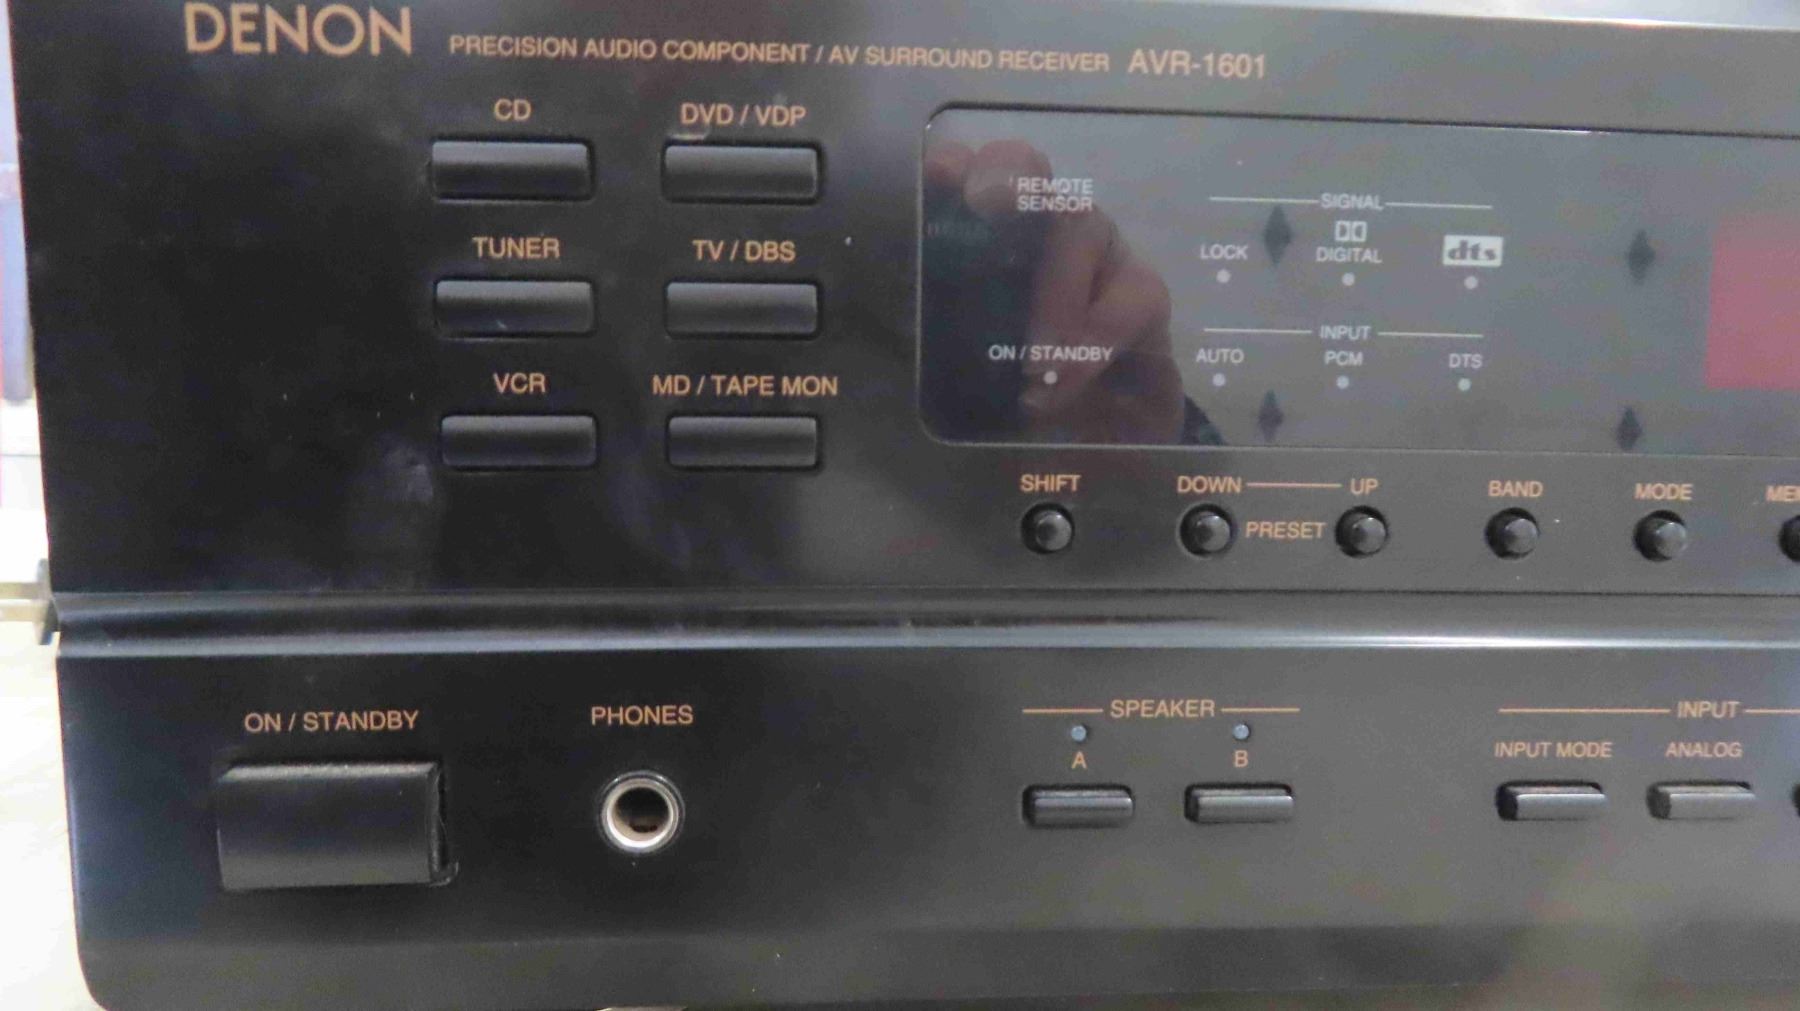 DENON PRECISION AUDIO COMPONENT / AV SURROUND RECEIVER AVR-1601
CD DVD / VDP
TUNER TV / DBS
VCR MD / TAPE MON
REMOTE
SENSOR
ON / STANDBY
SIGNAL
LOCK DIGITAL dts
INPUT
AUTO PCM DTS
SHIFT DOWN UP BAND MODE
PRESET
ON / STANDBY PHONES
SPEAKER
A B
INPUT
INPUT MODE ANALOG